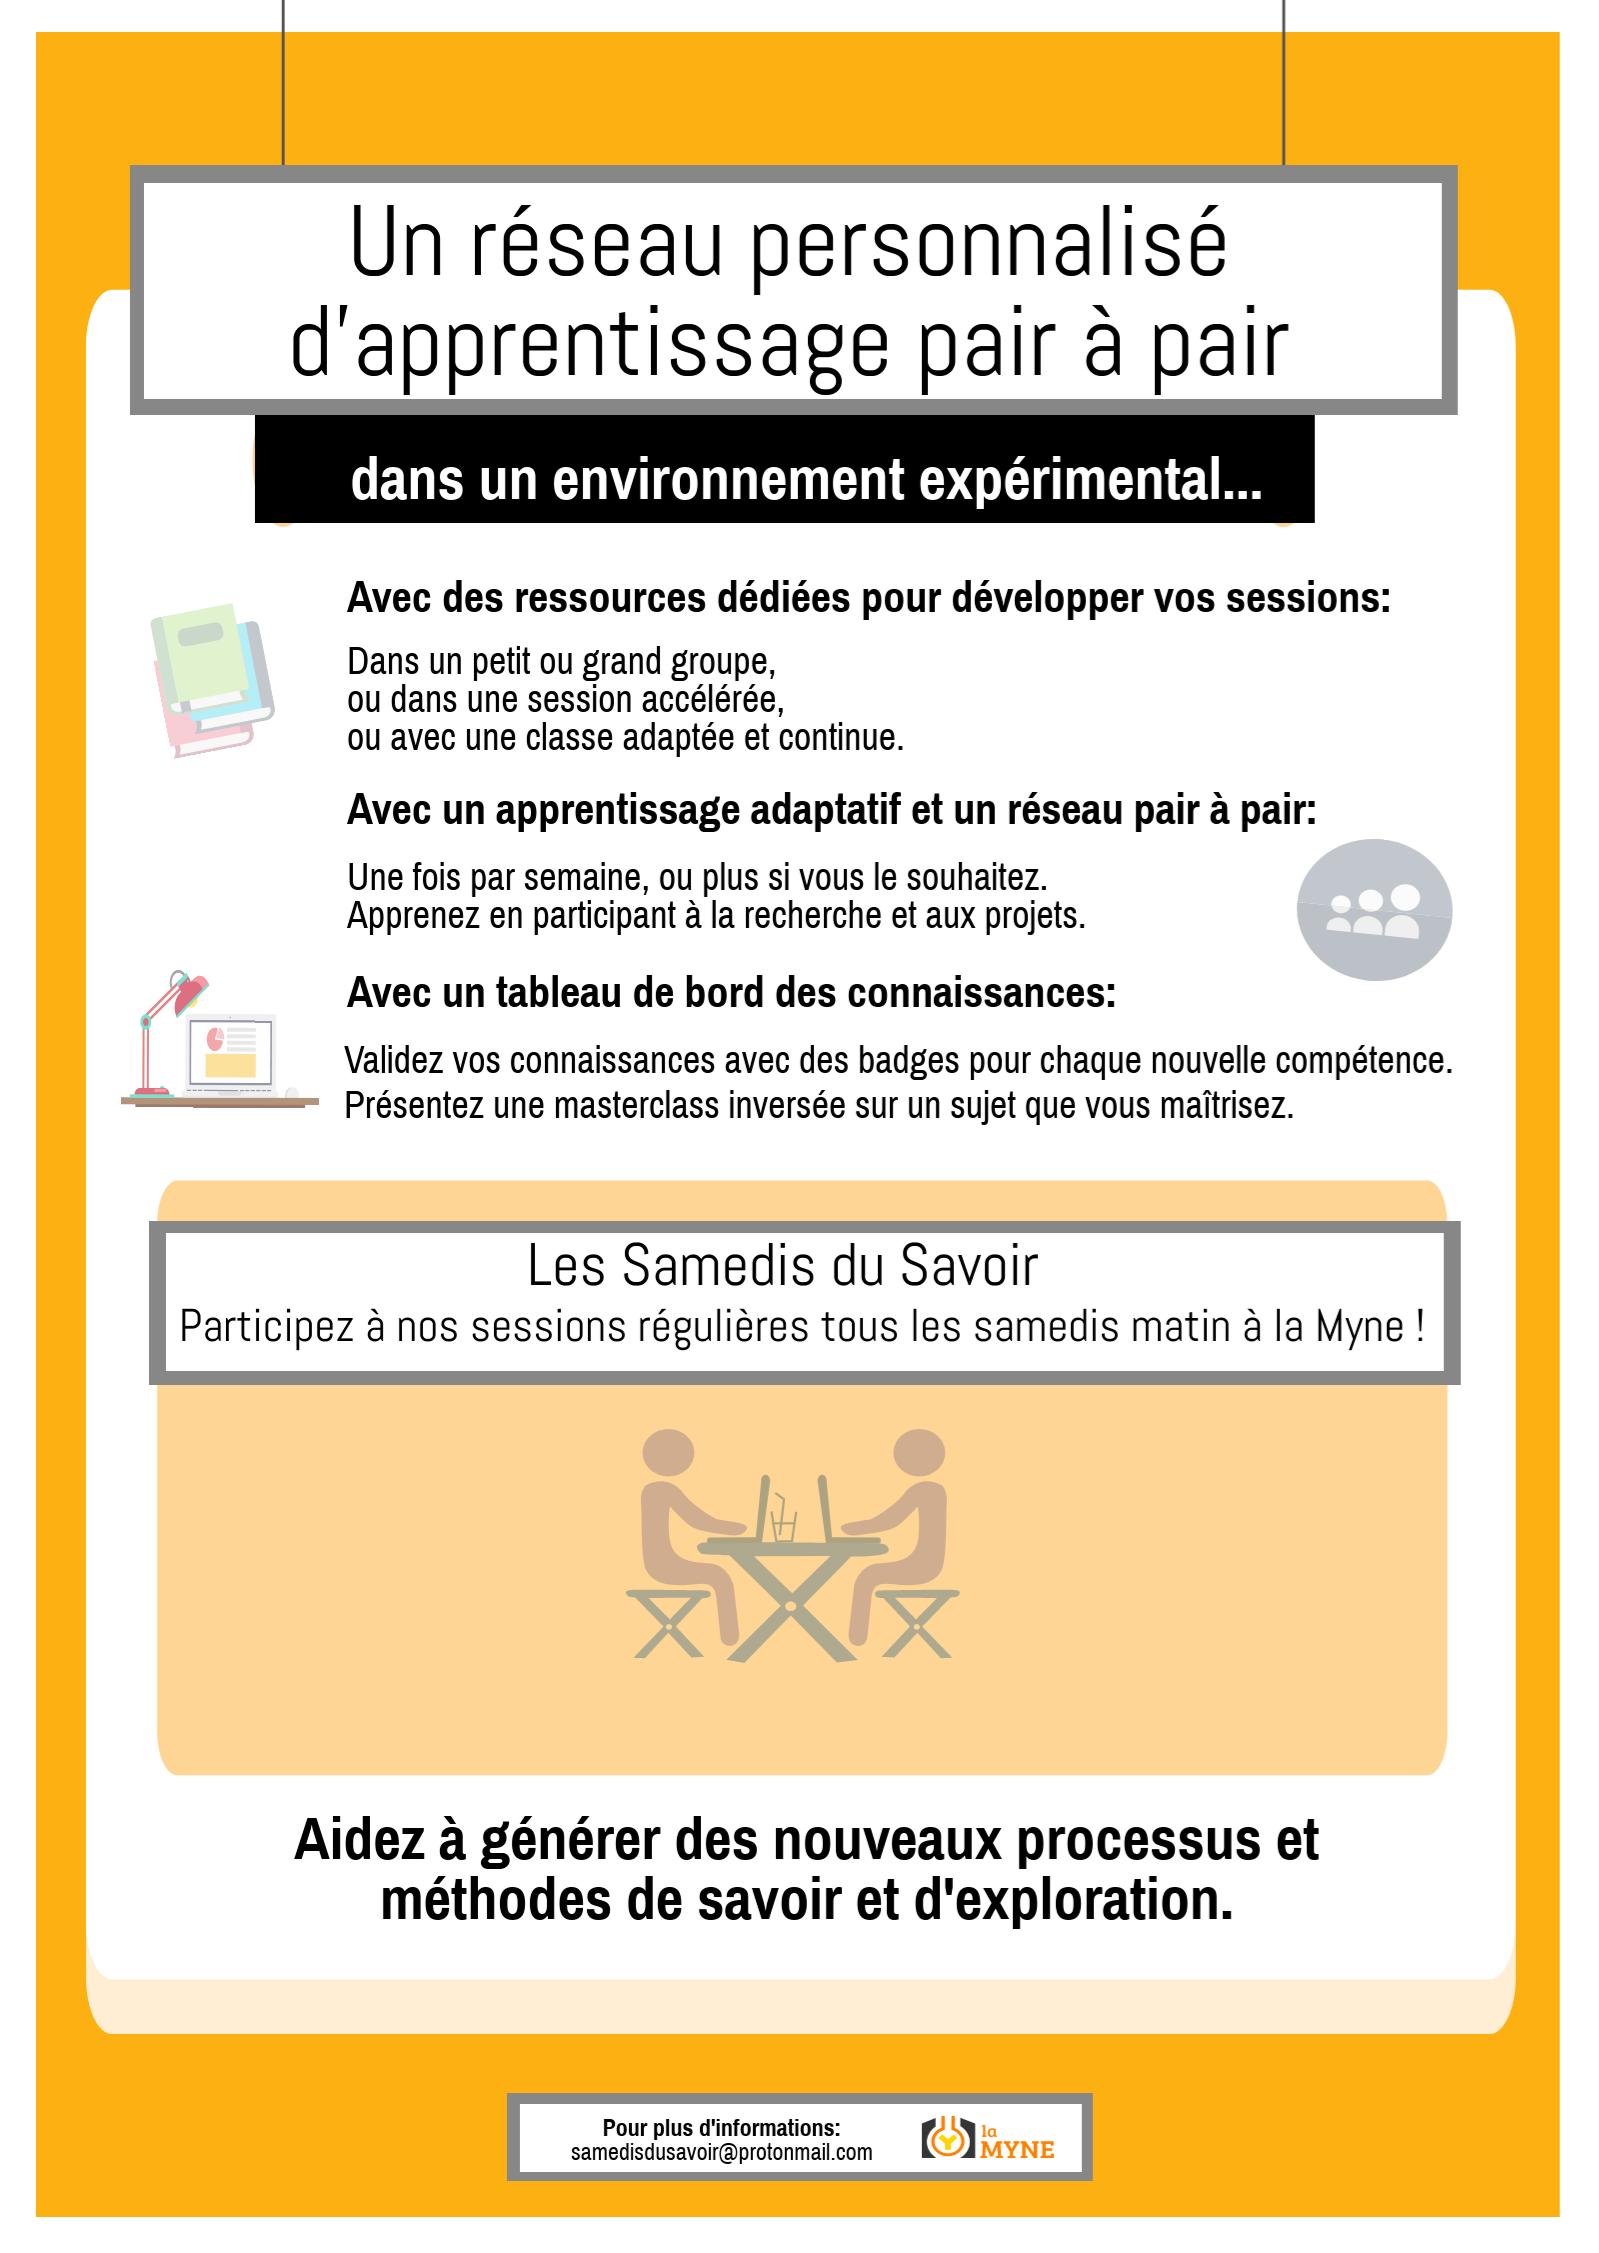 Un réseau personnalisé
d'apprentissage pair à pair
dans un environnement expérimental...
Avec des ressources dédiées pour développer vos sessions:
Dans un petit ou grand groupe,
ou dans une session accélérée,
ou avec une classe adaptée et continue.
Avec un apprentissage adaptatif et un réseau pair à pair:
Une fois par semaine, ou plus si vous le souhaitez.
Apprenez en participant à la recherche et aux projets.
Avec un tableau de bord des connaissances:
Validez vos connaissances avec des badges pour chaque nouvelle compétence.
Présentez une masterclass inversée sur un sujet que vous maîtrisez.
Les Samedis du Savoir
Participez à nos sessions régulières tous les samedis matin à la Myne !
Aidez à générer des nouveaux processus et
méthodes de savoir et d'exploration.
Pour plus d'informations:
samedisdusavoir@protonmail.com
la
MYNE